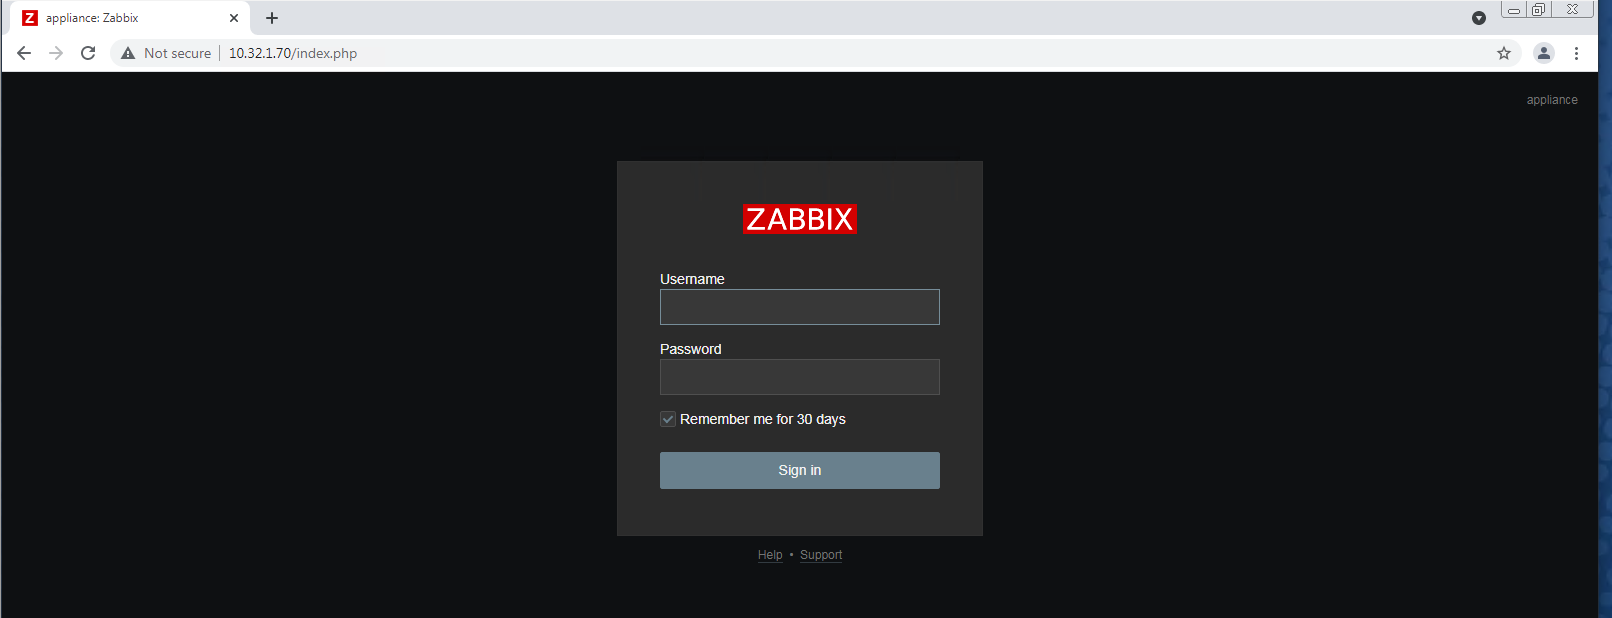 Z appliance: Zabbix
Not secure 10.32.1.70/index.php
appliance
ZABBIX
Username
Password
Remember me for 30 days
Sign in
Help • Support